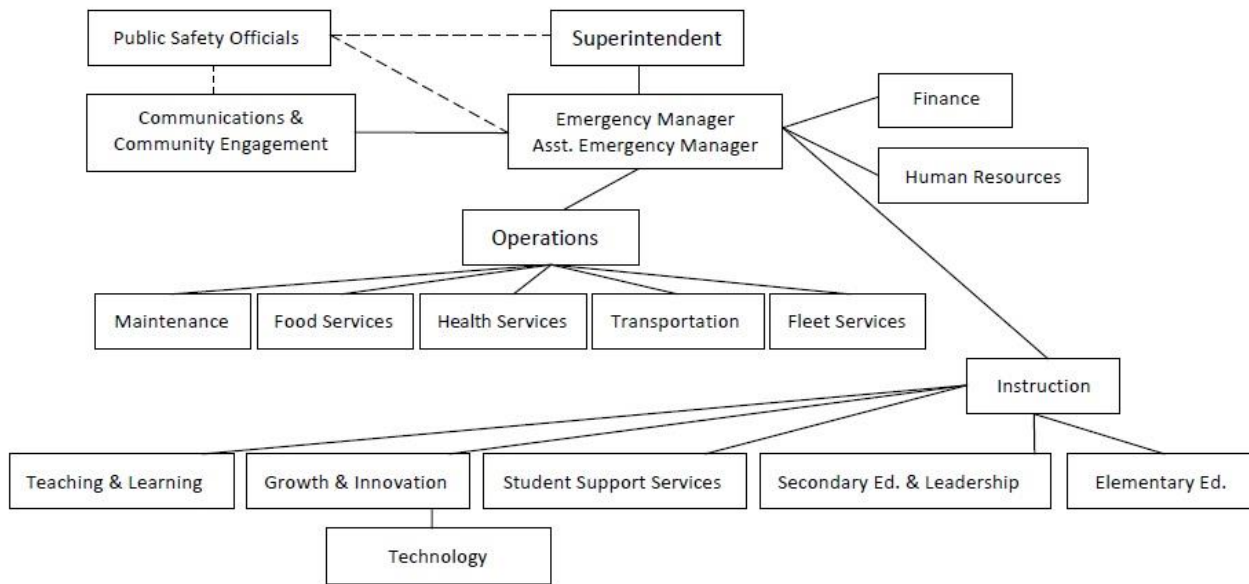 Public Safety Officials
Superintendent
Communications &
Community Engagement
Emergency Manager
Asst. Emergency Manager
Finance
Human Resources
Operations
Maintenance
Food Services
Health Services
Transportation
Fleet Services
Instruction
Teaching & Learning
Growth & Innovation
Student Support Services
Secondary Ed. & Leadership
Elementary Ed.
Technology